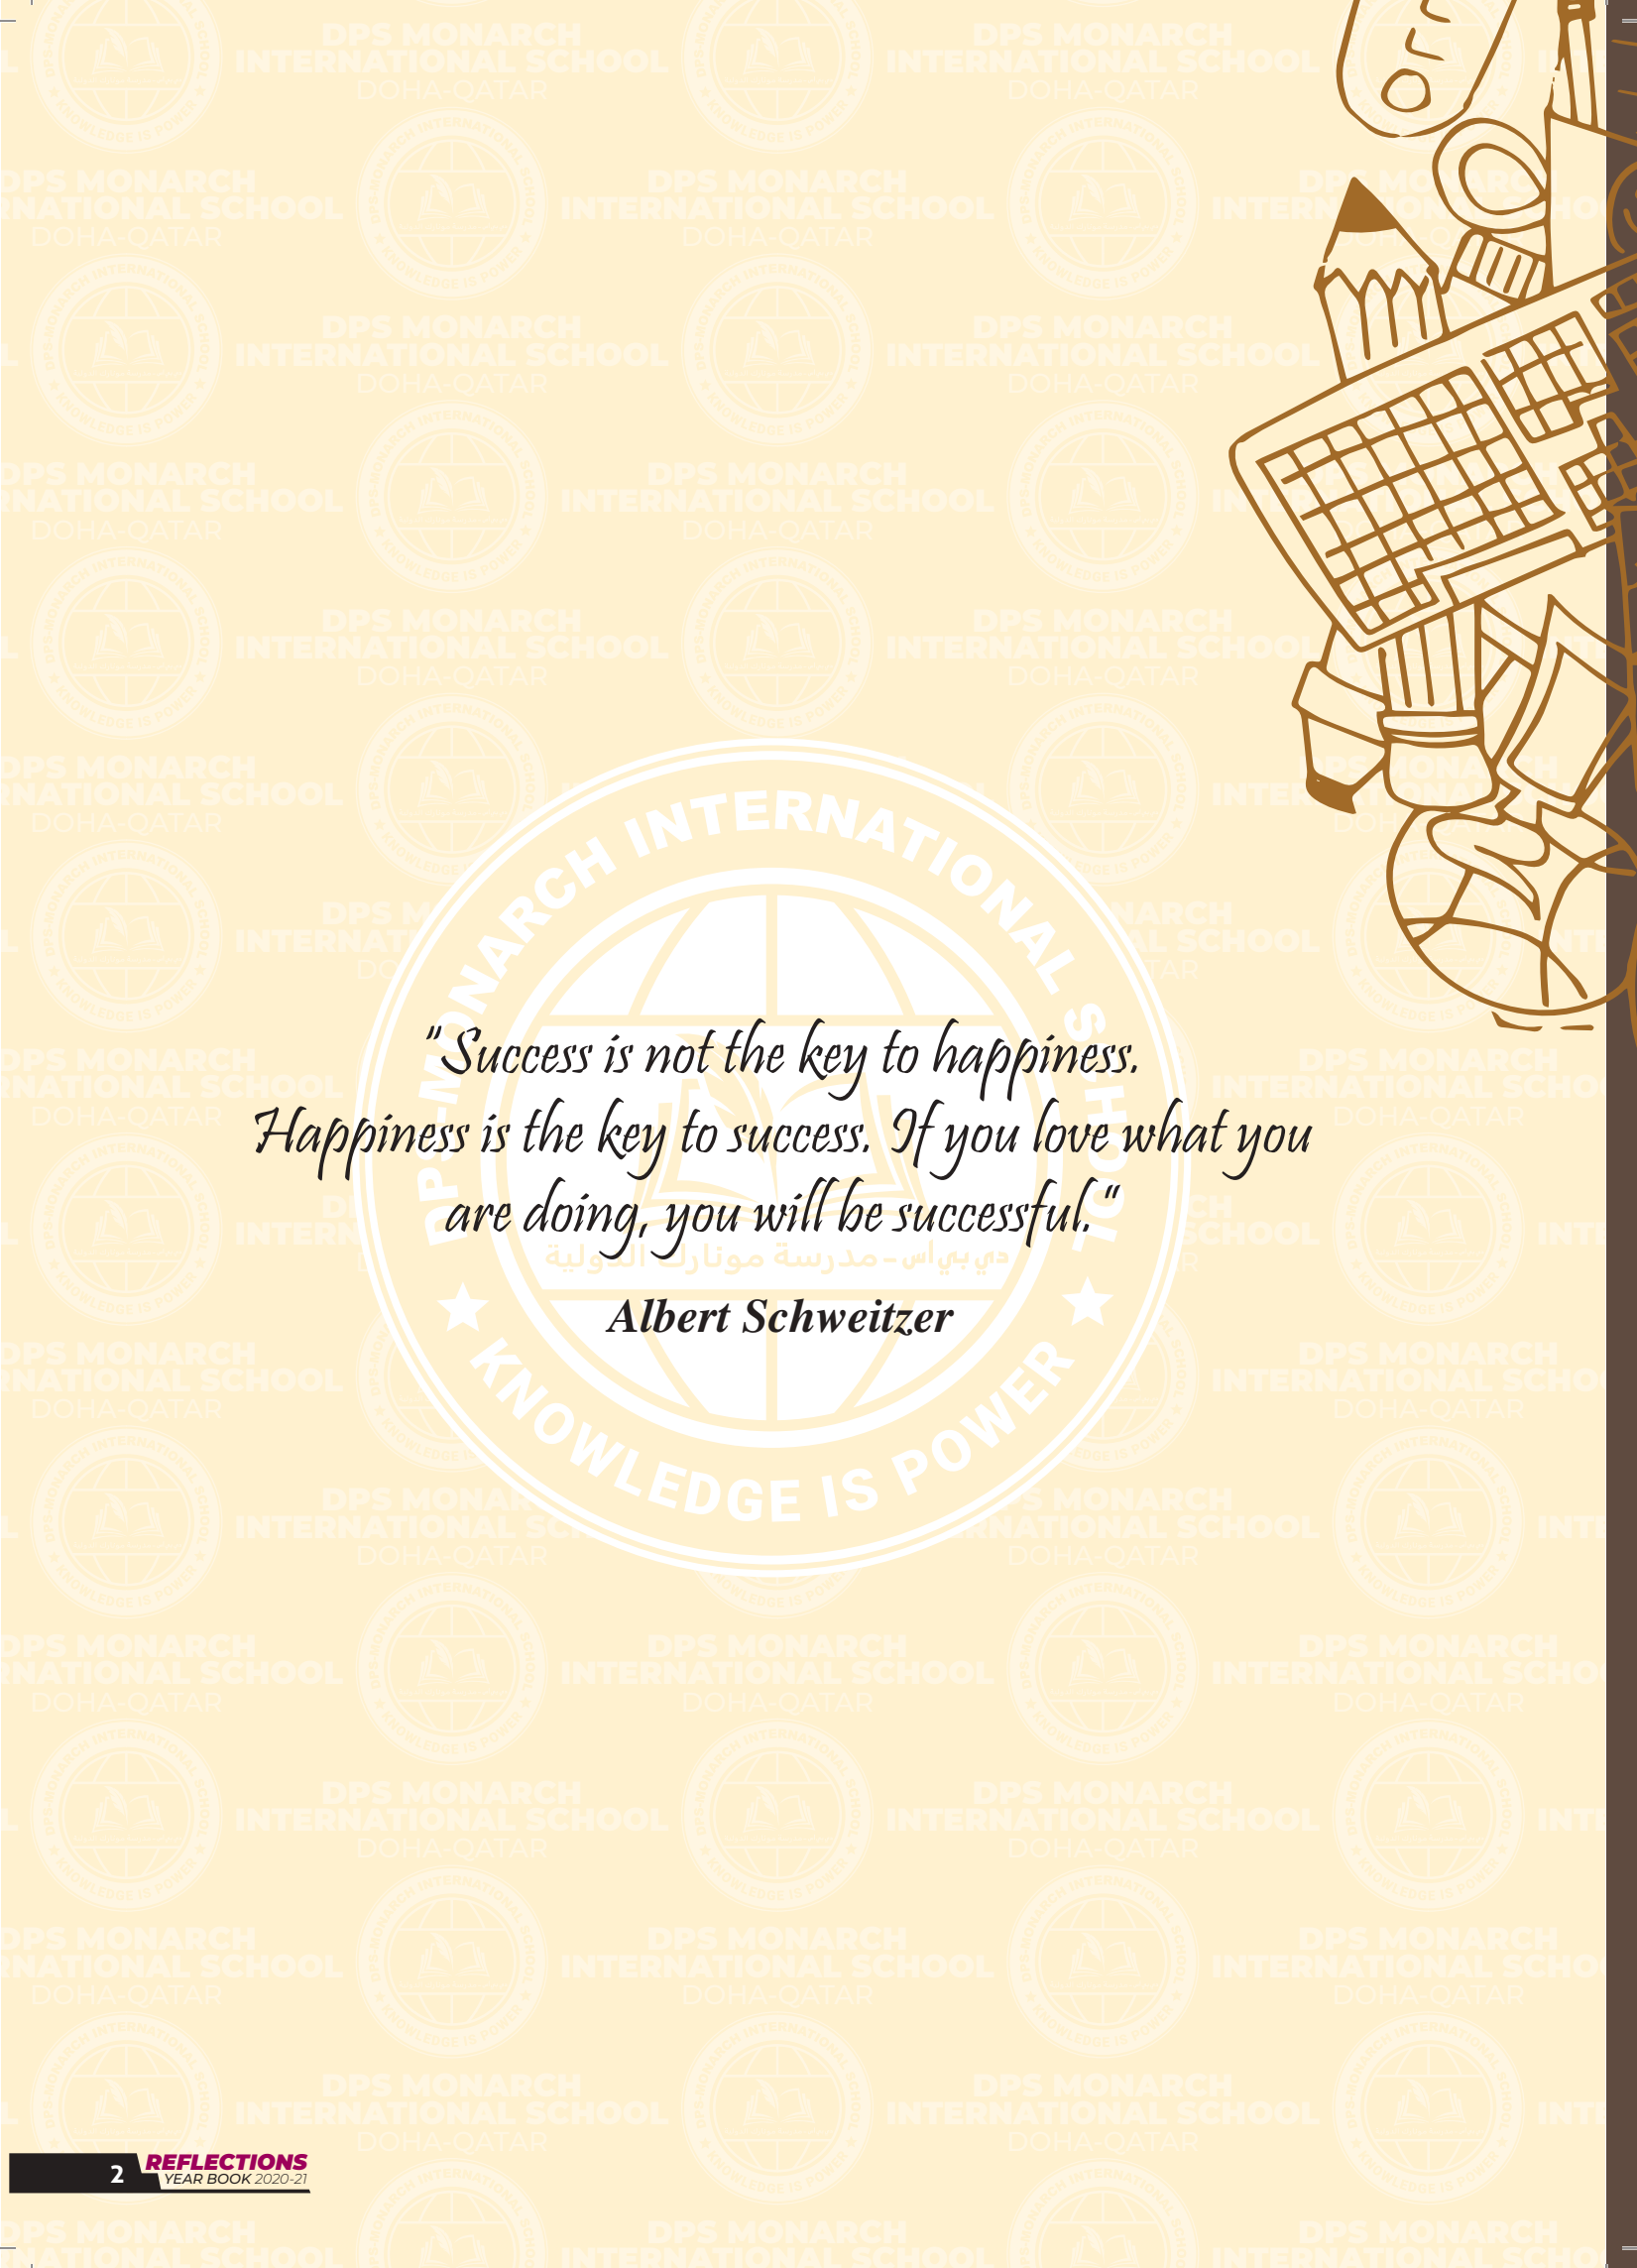 DPS-MONARCH INTERNATIONAL SCHOOL
"Success is not the key to happiness.
Happiness is the key to success. If you love what you
are doing, you will be successful."
دي بي أس - مدرسة مونارك الدولية
Albert Schweitzer
KNOWLEDGE IS POWER
DPS MONARCH
INTERNATIONAL SCHOOL
DOHA-QATAR
2
REFLECTIONS
YEAR BOOK 2020-21